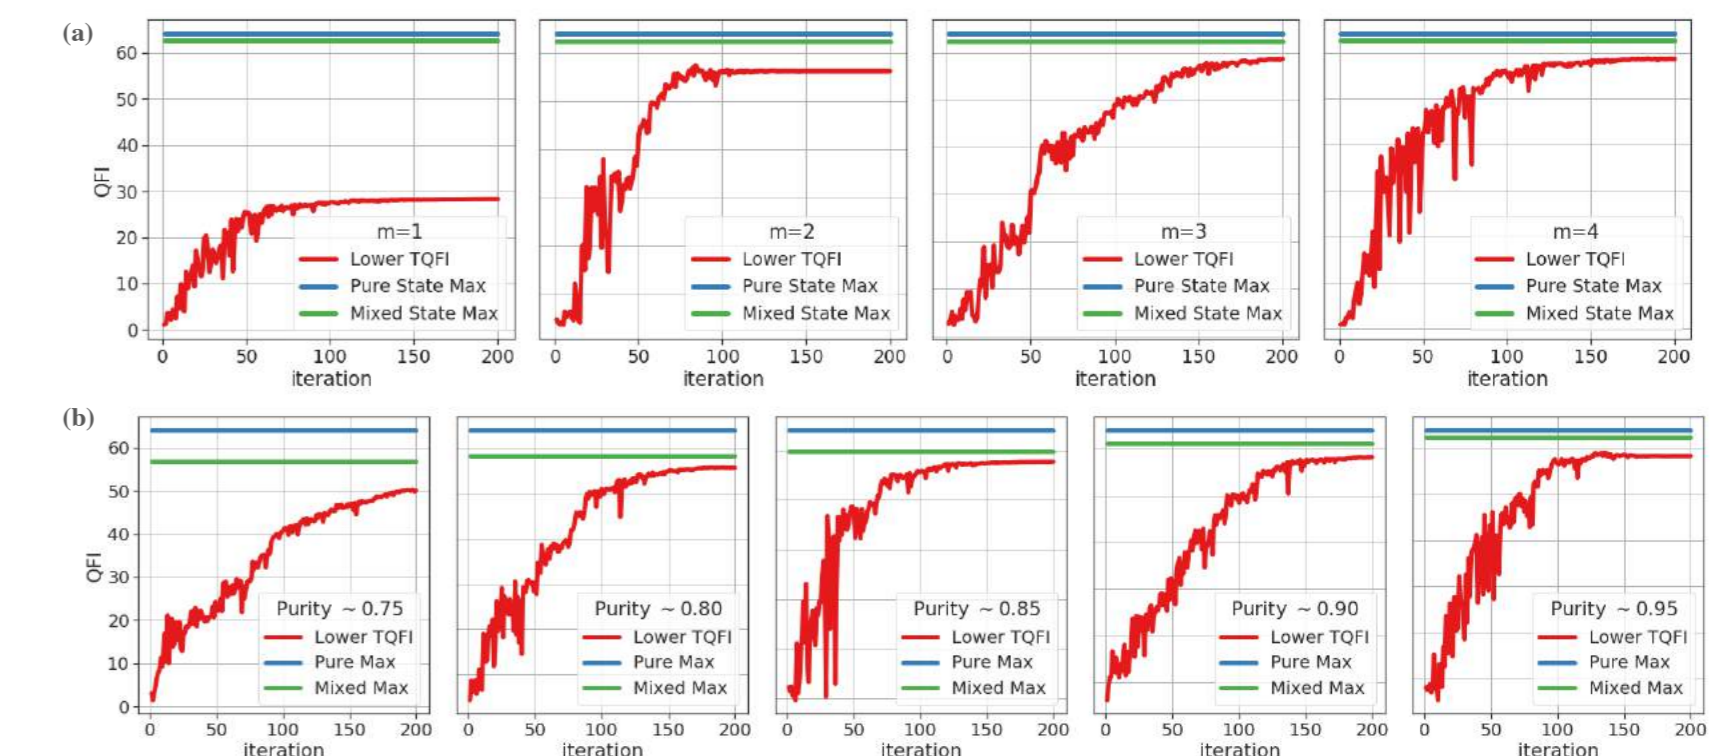 (a)
QFI
60
50
40
30
20
10
0
m=1
Lower TQFI
Pure State Max
Mixed State Max
0 50 100 150 200
iteration
m=2
Lower TQFI
Pure State Max
Mixed State Max
0 50 100 150 200
iteration
m=3
Lower TQFI
Pure State Max
Mixed State Max
0 50 100 150 200
iteration
m=4
Lower TQFI
Pure State Max
Mixed State Max
0 50 100 150 200
iteration
(b)
QFI
60
50
40
30
20
10
0
Purity ~ 0.75
Lower TQFI
Pure Max
Mixed Max
0 50 100 150 200
iteration
Purity ~ 0.80
Lower TQFI
Pure Max
Mixed Max
0 50 100 150 200
iteration
Purity ~ 0.85
Lower TQFI
Pure Max
Mixed Max
0 50 100 150 200
iteration
Purity ~ 0.90
Lower TQFI
Pure Max
Mixed Max
0 50 100 150 200
iteration
Purity ~ 0.95
Lower TQFI
Pure Max
Mixed Max
0 50 100 150 200
iteration